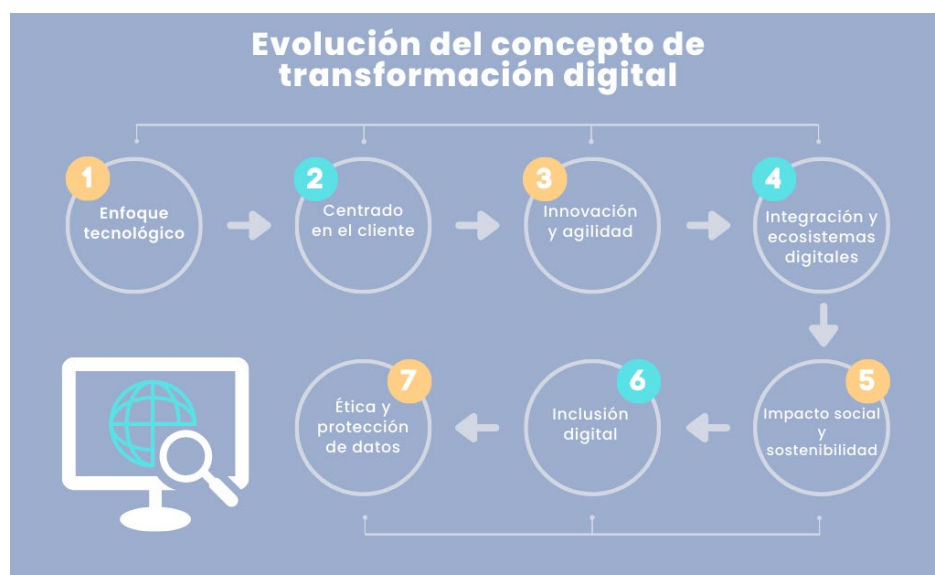 Evolución del concepto de
transformación digital
1
Enfoque
tecnológico
2
Centrado
en el cliente
3
Innovación
y agilidad
4
Integración y
ecosistemas
digitales
5
Impacto social
y
sostenibilidad
6
Inclusión
digital
7
Ética y
protección
de datos